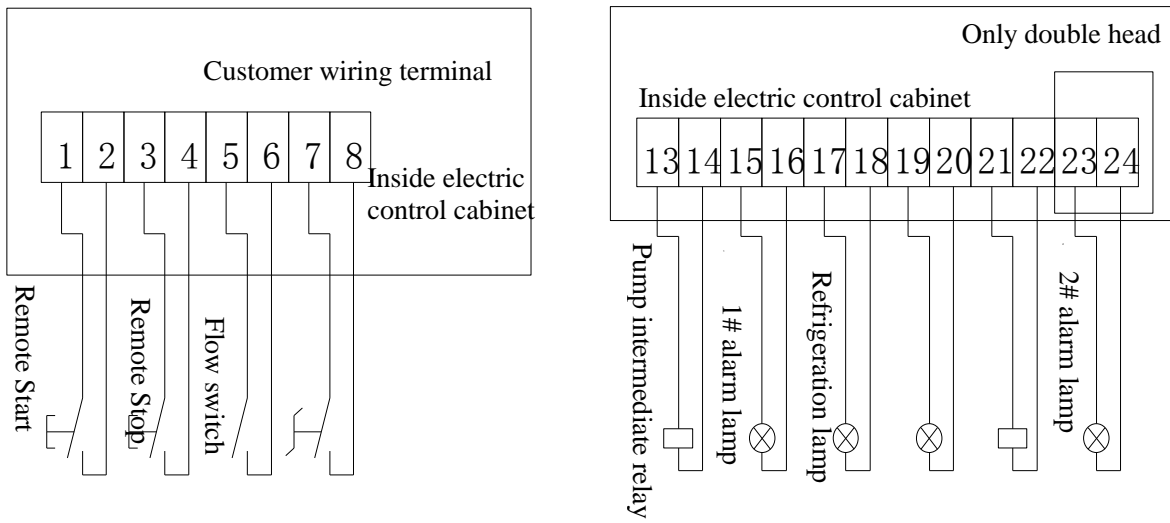 Customer wiring terminal
1 2 3 4 5 6 7 8
Inside electric
control cabinet
Remote Start
Remote Stop
Flow switch
Only double head
Inside electric control cabinet
13 14 15 16 17 18 19 20 21 22 23 24
Pump intermediate relay
1# alarm lamp
Refrigeration lamp
2# alarm lamp